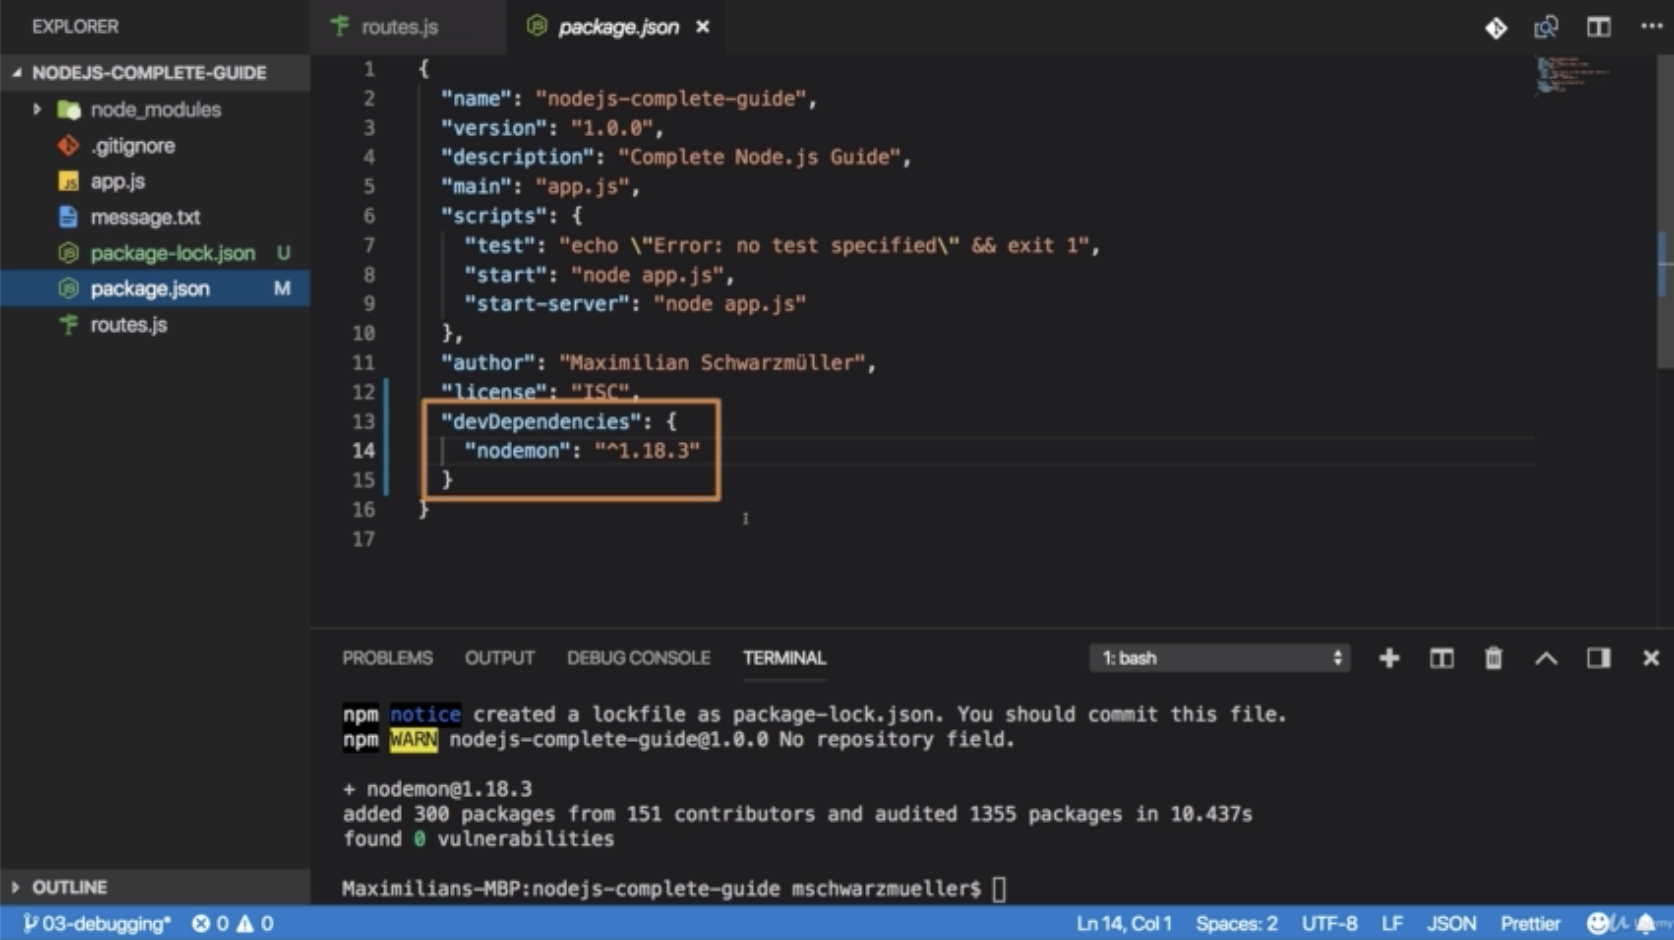 EXPLORER
routes.js
package.json
NODEJS-COMPLETE-GUIDE
node_modules
.gitignore
app.js
message.txt
package-lock.json U
package.json M
routes.js
1 {
2 "name": "nodejs-complete-guide",
3 "version": "1.0.0",
4 "description": "Complete Node.js Guide",
5 "main": "app.js",
6 "scripts": {
7 "test": "echo \"Error: no test specified\" && exit 1",
8 "start": "node app.js",
9 "start-server": "node app.js"
10 },
11 "author": "Maximilian Schwarzmüller",
12 "license": "ISC",
13 "devDependencies": {
14 "nodemon": "^1.18.3"
15 }
16 }
17
PROBLEMS OUTPUT DEBUG CONSOLE TERMINAL 1: bash
npm notice created a lockfile as package-lock.json. You should commit this file.
npm WARN nodejs-complete-guide@1.0.0 No repository field.
+ nodemon@1.18.3
added 300 packages from 151 contributors and audited 1355 packages in 10.437s
found 0 vulnerabilities
Maximilians-MBP:nodejs-complete-guide mschwarzmueller$
OUTLINE
03-debugging* 0 0 Ln 14, Col 1 Spaces: 2 UTF-8 LF JSON Prettier